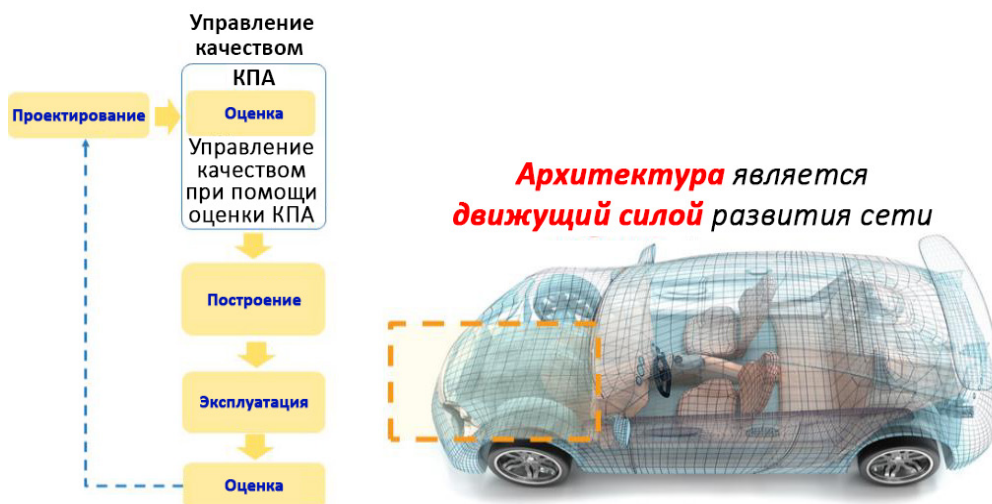 Управление
качеством
КПА
Проектирование
Оценка
Управление
качеством
при помощи
оценки КПА
Построение
Эксплуатация
Оценка
Архитектура является
движущий силой развития сети